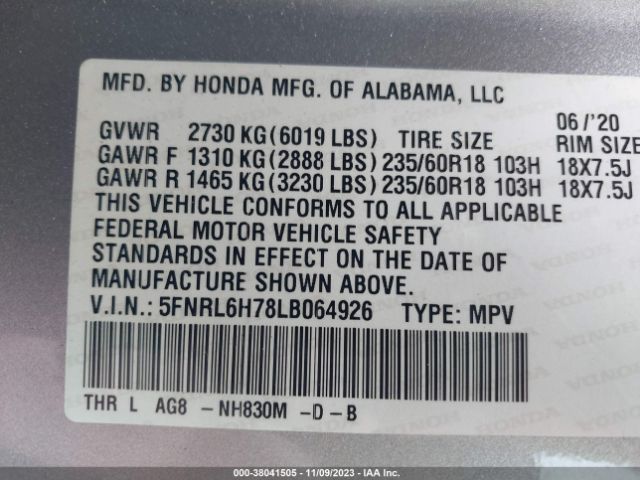 MFD. BY HONDA MFG. OF ALABAMA, LLC
06/'20
GVWR 2730 KG(6019 LBS) TIRE SIZE RIM SIZE
GAWR F 1310 KG(2888 LBS) 235/60R18 103H 18X7.5J
GAWR R 1465 KG(3230 LBS) 235/60R18 103H 18X7.5J
THIS VEHICLE CONFORMS TO ALL APPLICABLE
FEDERAL MOTOR VEHICLE SAFETY
STANDARDS IN EFFECT ON THE DATE OF
MANUFACTURE SHOWN ABOVE.
V.I.N.: 5FNRL6H78LB064926 TYPE: MPV
THR L AG8 -NH830M -D-B
000-38041505 - 11/09/2023 - IAA Inc.